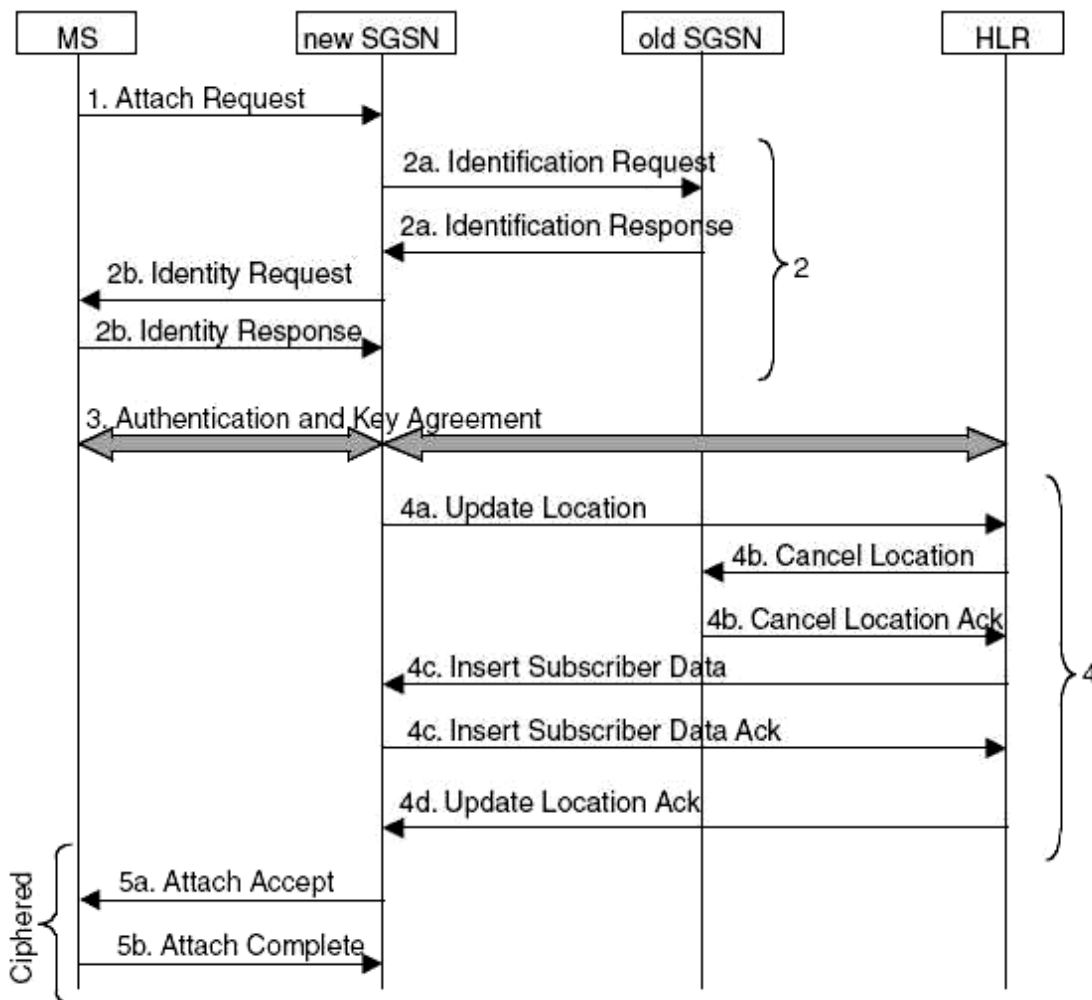 MS new SGSN old SGSN HLR
1. Attach Request
2a. Identification Request
2a. Identification Response
2
2b. Identity Request
2b. Identity Response
3. Authentication and Key Agreement
4a. Update Location
4b. Cancel Location
4b. Cancel Location Ack
4c. Insert Subscriber Data
4
4c. Insert Subscriber Data Ack
4d. Update Location Ack
5a. Attach Accept
Ciphered
5b. Attach Complete